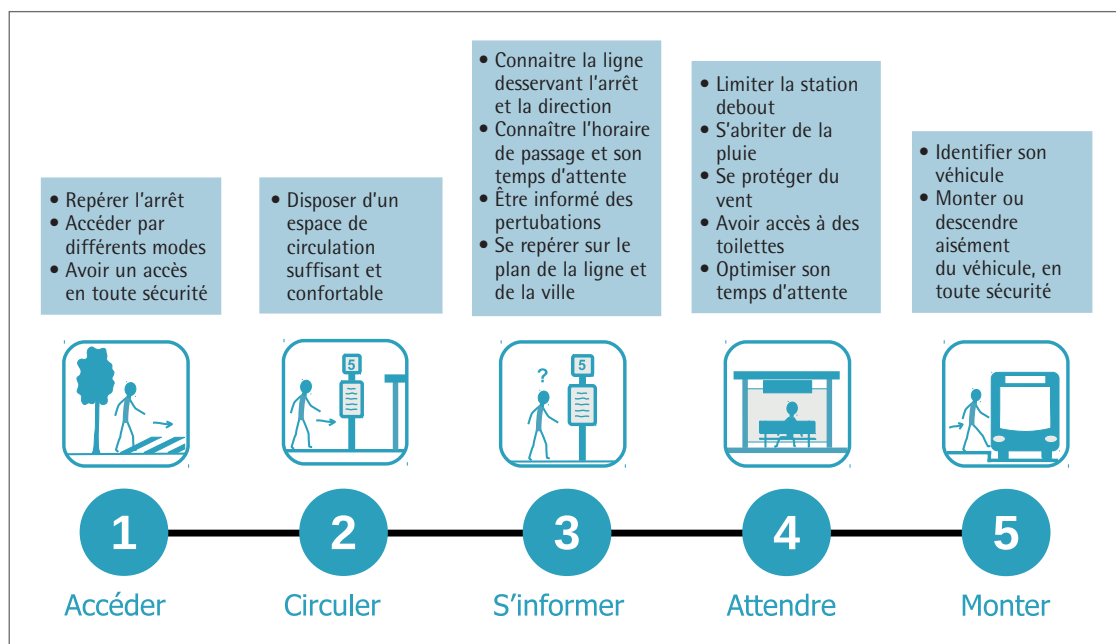 • Repérer l'arrêt
• Accéder par
différents modes
• Avoir un accès
en toute sécurité
• Disposer d'un
espace de
circulation
suffisant et
confortable
• Connaitre la ligne
desservant l'arrêt
et la direction
• Connaître l'horaire
de passage et son
temps d'attente
• Être informé des
pertubations
• Se repérer sur le
plan de la ligne et
de la ville
• Limiter la station
debout
• S'abriter de la
pluie
• Se protéger du
vent
• Avoir accès à des
toilettes
• Optimiser son
temps d'attente
• Identifier son
véhicule
• Monter ou
descendre
aisément
du véhicule, en
toute sécurité
5
?
5
1
2
3
4
5
Accéder
Circuler
S'informer
Attendre
Monter